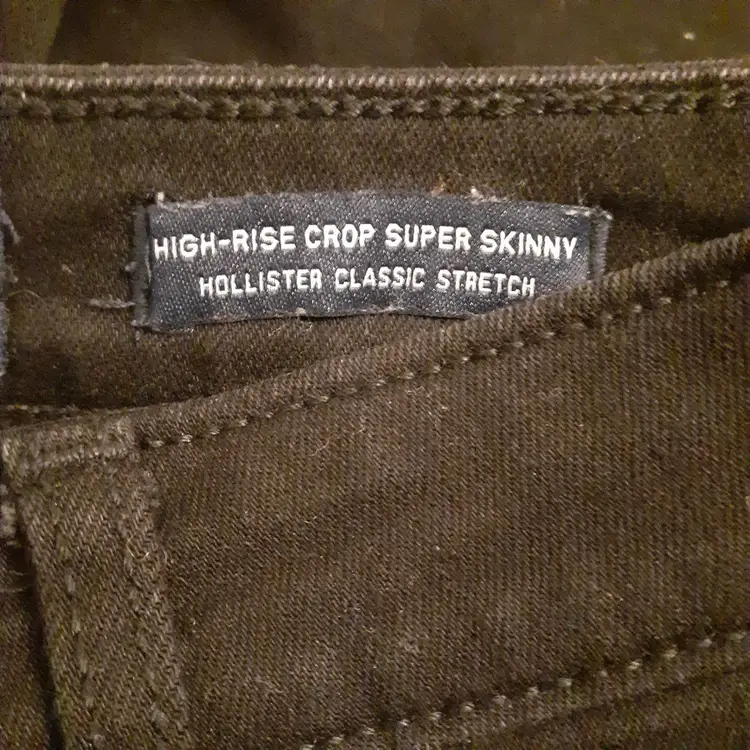 HIGH-RISE CROP SUPER SKINNY
HOLLISTER CLASSIC STRETCH